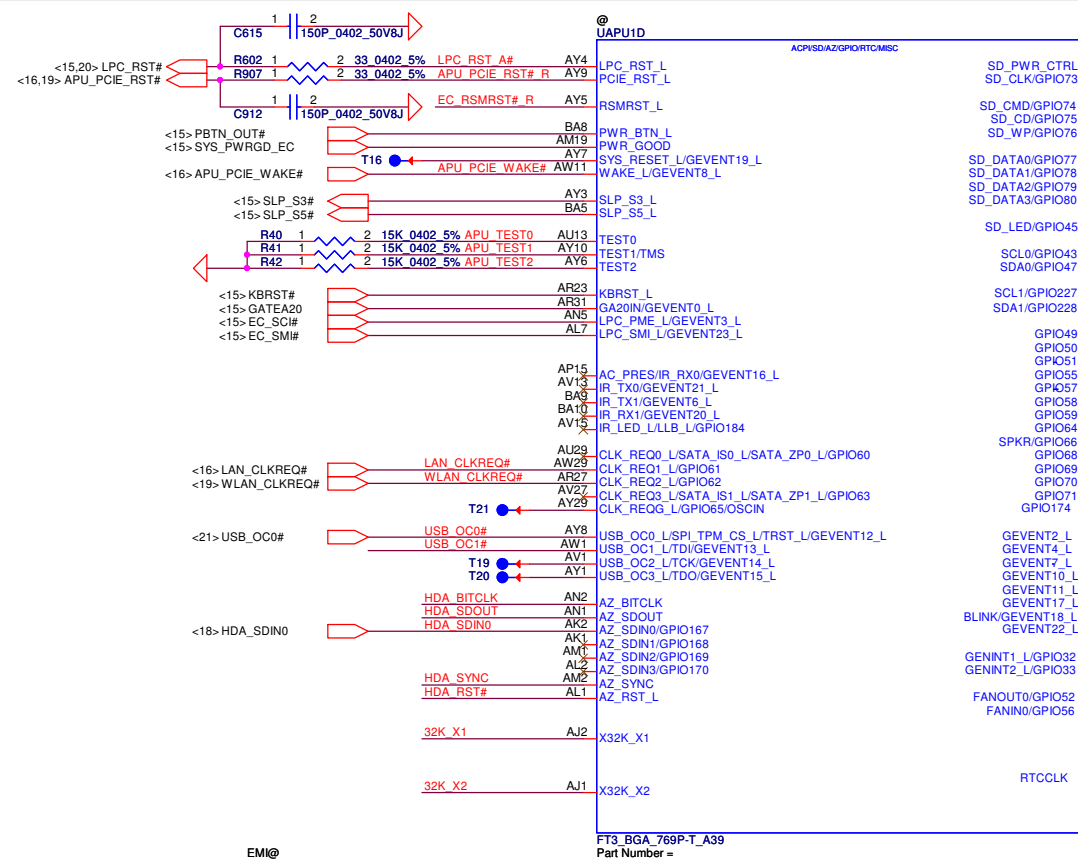 @
UAPU1D
ACPI/SD/AZ/GPIO/RTC/MISC
1 2
C615 150P_0402_50V8J
<15,20> LPC_RST# R602 1 2 33_0402_5% LPC_RST_A# AY4 LPC_RST_L SD_PWR_CTRL
<16,19> APU_PCIE_RST# R907 1 2 33_0402_5% APU_PCIE_RST#_R AY9 PCIE_RST_L SD_CLK/GPIO73
1 2
C912 150P_0402_50V8J
EC_RSMRST#_R AY5 RSMRST_L SD_CMD/GPIO74
SD_CD/GPIO75
<15> PBTN_OUT# BA8 PWR_BTN_L SD_WP/GPIO76
<15> SYS_PWRGD_EC AM19 PWR_GOOD
T16 AY7 SYS_RESET_L/GEVENT19_L SD_DATA0/GPIO77
<16> APU_PCIE_WAKE# APU_PCIE_WAKE# AW11 WAKE_L/GEVENT8_L SD_DATA1/GPIO78
SD_DATA2/GPIO79
<15> SLP_S3# AY3 SLP_S3_L SD_DATA3/GPIO80
<15> SLP_S5# BA5 SLP_S5_L
SD_LED/GPIO45
R40 1 2 15K_0402_5% APU_TEST0 AU13 TEST0
R41 1 2 15K_0402_5% APU_TEST1 AY10 TEST1/TMS SCL0/GPIO43
R42 1 2 15K_0402_5% APU_TEST2 AY6 TEST2 SDA0/GPIO47
<15> KBRST# AR23 KBRST_L SCL1/GPIO227
<15> GATEA20 AR31 GA20IN/GEVENT0_L SDA1/GPIO228
<15> EC_SCI# AN5 LPC_PME_L/GEVENT3_L
<15> EC_SMI# AL7 LPC_SMI_L/GEVENT23_L GPIO49
GPIO50
GPIO51
AP15 AC_PRES/IR_RX0/GEVENT16_L GPIO55
AV13 IR_TX0/GEVENT21_L GPIO57
BA9 IR_TX1/GEVENT6_L GPIO58
BA10 IR_RX1/GEVENT20_L GPIO59
AV15 IR_LED_L/LLB_L/GPIO184 GPIO64
SPKR/GPIO66
AU29 CLK_REQ0_L/SATA_IS0_L/SATA_ZP0_L/GPIO60 GPIO68
<16> LAN_CLKREQ# LAN_CLKREQ# AW29 CLK_REQ1_L/GPIO61 GPIO69
<19> WLAN_CLKREQ# WLAN_CLKREQ# AR27 CLK_REQ2_L/GPIO62 GPIO70
AV27 CLK_REQ3_L/SATA_IS1_L/SATA_ZP1_L/GPIO63 GPIO71
T21 AY29 CLK_REQG_L/GPIO65/OSCIN GPIO174
<21> USB_OC0# USB_OC0# AY8 USB_OC0_L/SPI_TPM_CS_L/TRST_L/GEVENT12_L GEVENT2_L
USB_OC1# AW1 USB_OC1_L/TDI/GEVENT13_L GEVENT4_L
T19 AV1 USB_OC2_L/TCK/GEVENT14_L GEVENT7_L
T20 AY1 USB_OC3_L/TDO/GEVENT15_L GEVENT10_L
GEVENT11_L
HDA_BITCLK AN2 AZ_BITCLK GEVENT17_L
HDA_SDOUT AN1 AZ_SDOUT BLINK/GEVENT18_L
<18> HDA_SDIN0 HDA_SDIN0 AK2 AZ_SDIN0/GPIO167 GEVENT22_L
AK1 AZ_SDIN1/GPIO168
AM1 AZ_SDIN2/GPIO169 GENINT1_L/GPIO32
AL2 AZ_SDIN3/GPIO170 GENINT2_L/GPIO33
HDA_SYNC AM2 AZ_SYNC
HDA_RST# AL1 AZ_RST_L FANOUT0/GPIO52
FANIN0/GPIO56
32K_X1 AJ2 X32K_X1
RTCCLK
32K_X2 AJ1 X32K_X2
FT3_BGA_769P-T_A39
EMI@ Part Number =